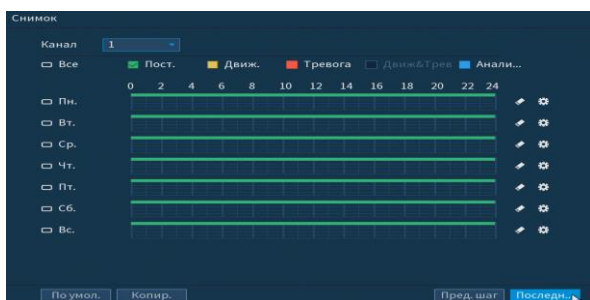 Снимок
Канал 1
Все Пост. Движ. Тревога Движ&Трев Анали...
0 2 4 6 8 10 12 14 16 18 20 22 24
Пн.
Вт.
Ср.
Чт.
Пт.
Сб.
Вс.
По умол. Копир. Пред. шаг Последн..